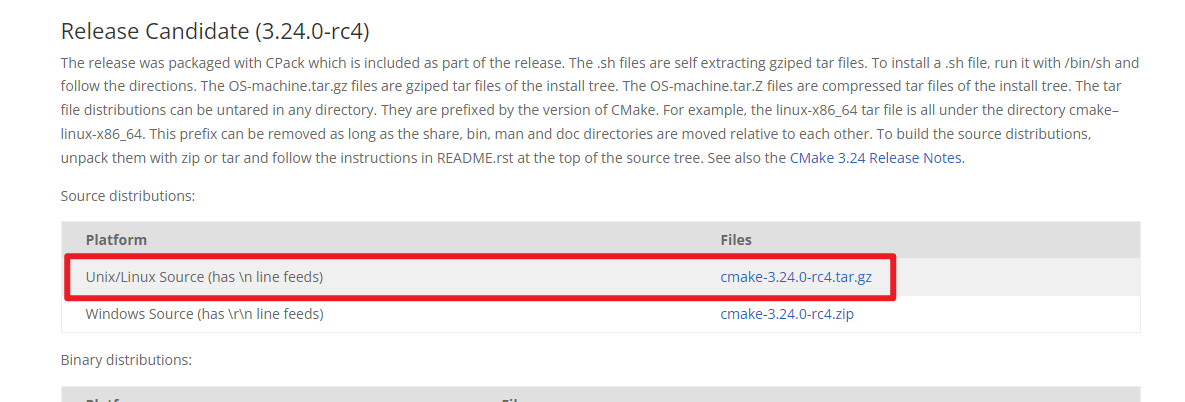 Release Candidate (3.24.0-rc4)
The release was packaged with CPack which is included as part of the release. The .sh files are self extracting gziped tar files. To install a .sh file, run it with /bin/sh and
follow the directions. The OS-machine.tar.gz files are gziped tar files of the install tree. The OS-machine.tar.Z files are compressed tar files of the install tree. The tar
file distributions can be untared in any directory. They are prefixed by the version of CMake. For example, the linux-x86_64 tar file is all under the directory cmake–
linux-x86_64. This prefix can be removed as long as the share, bin, man and doc directories are moved relative to each other. To build the source distributions,
unpack them with zip or tar and follow the instructions in README.rst at the top of the source tree. See also the CMake 3.24 Release Notes.
Source distributions:
Platform Files
Unix/Linux Source (has \n line feeds) cmake-3.24.0-rc4.tar.gz
Windows Source (has \r\n line feeds) cmake-3.24.0-rc4.zip
Binary distributions: